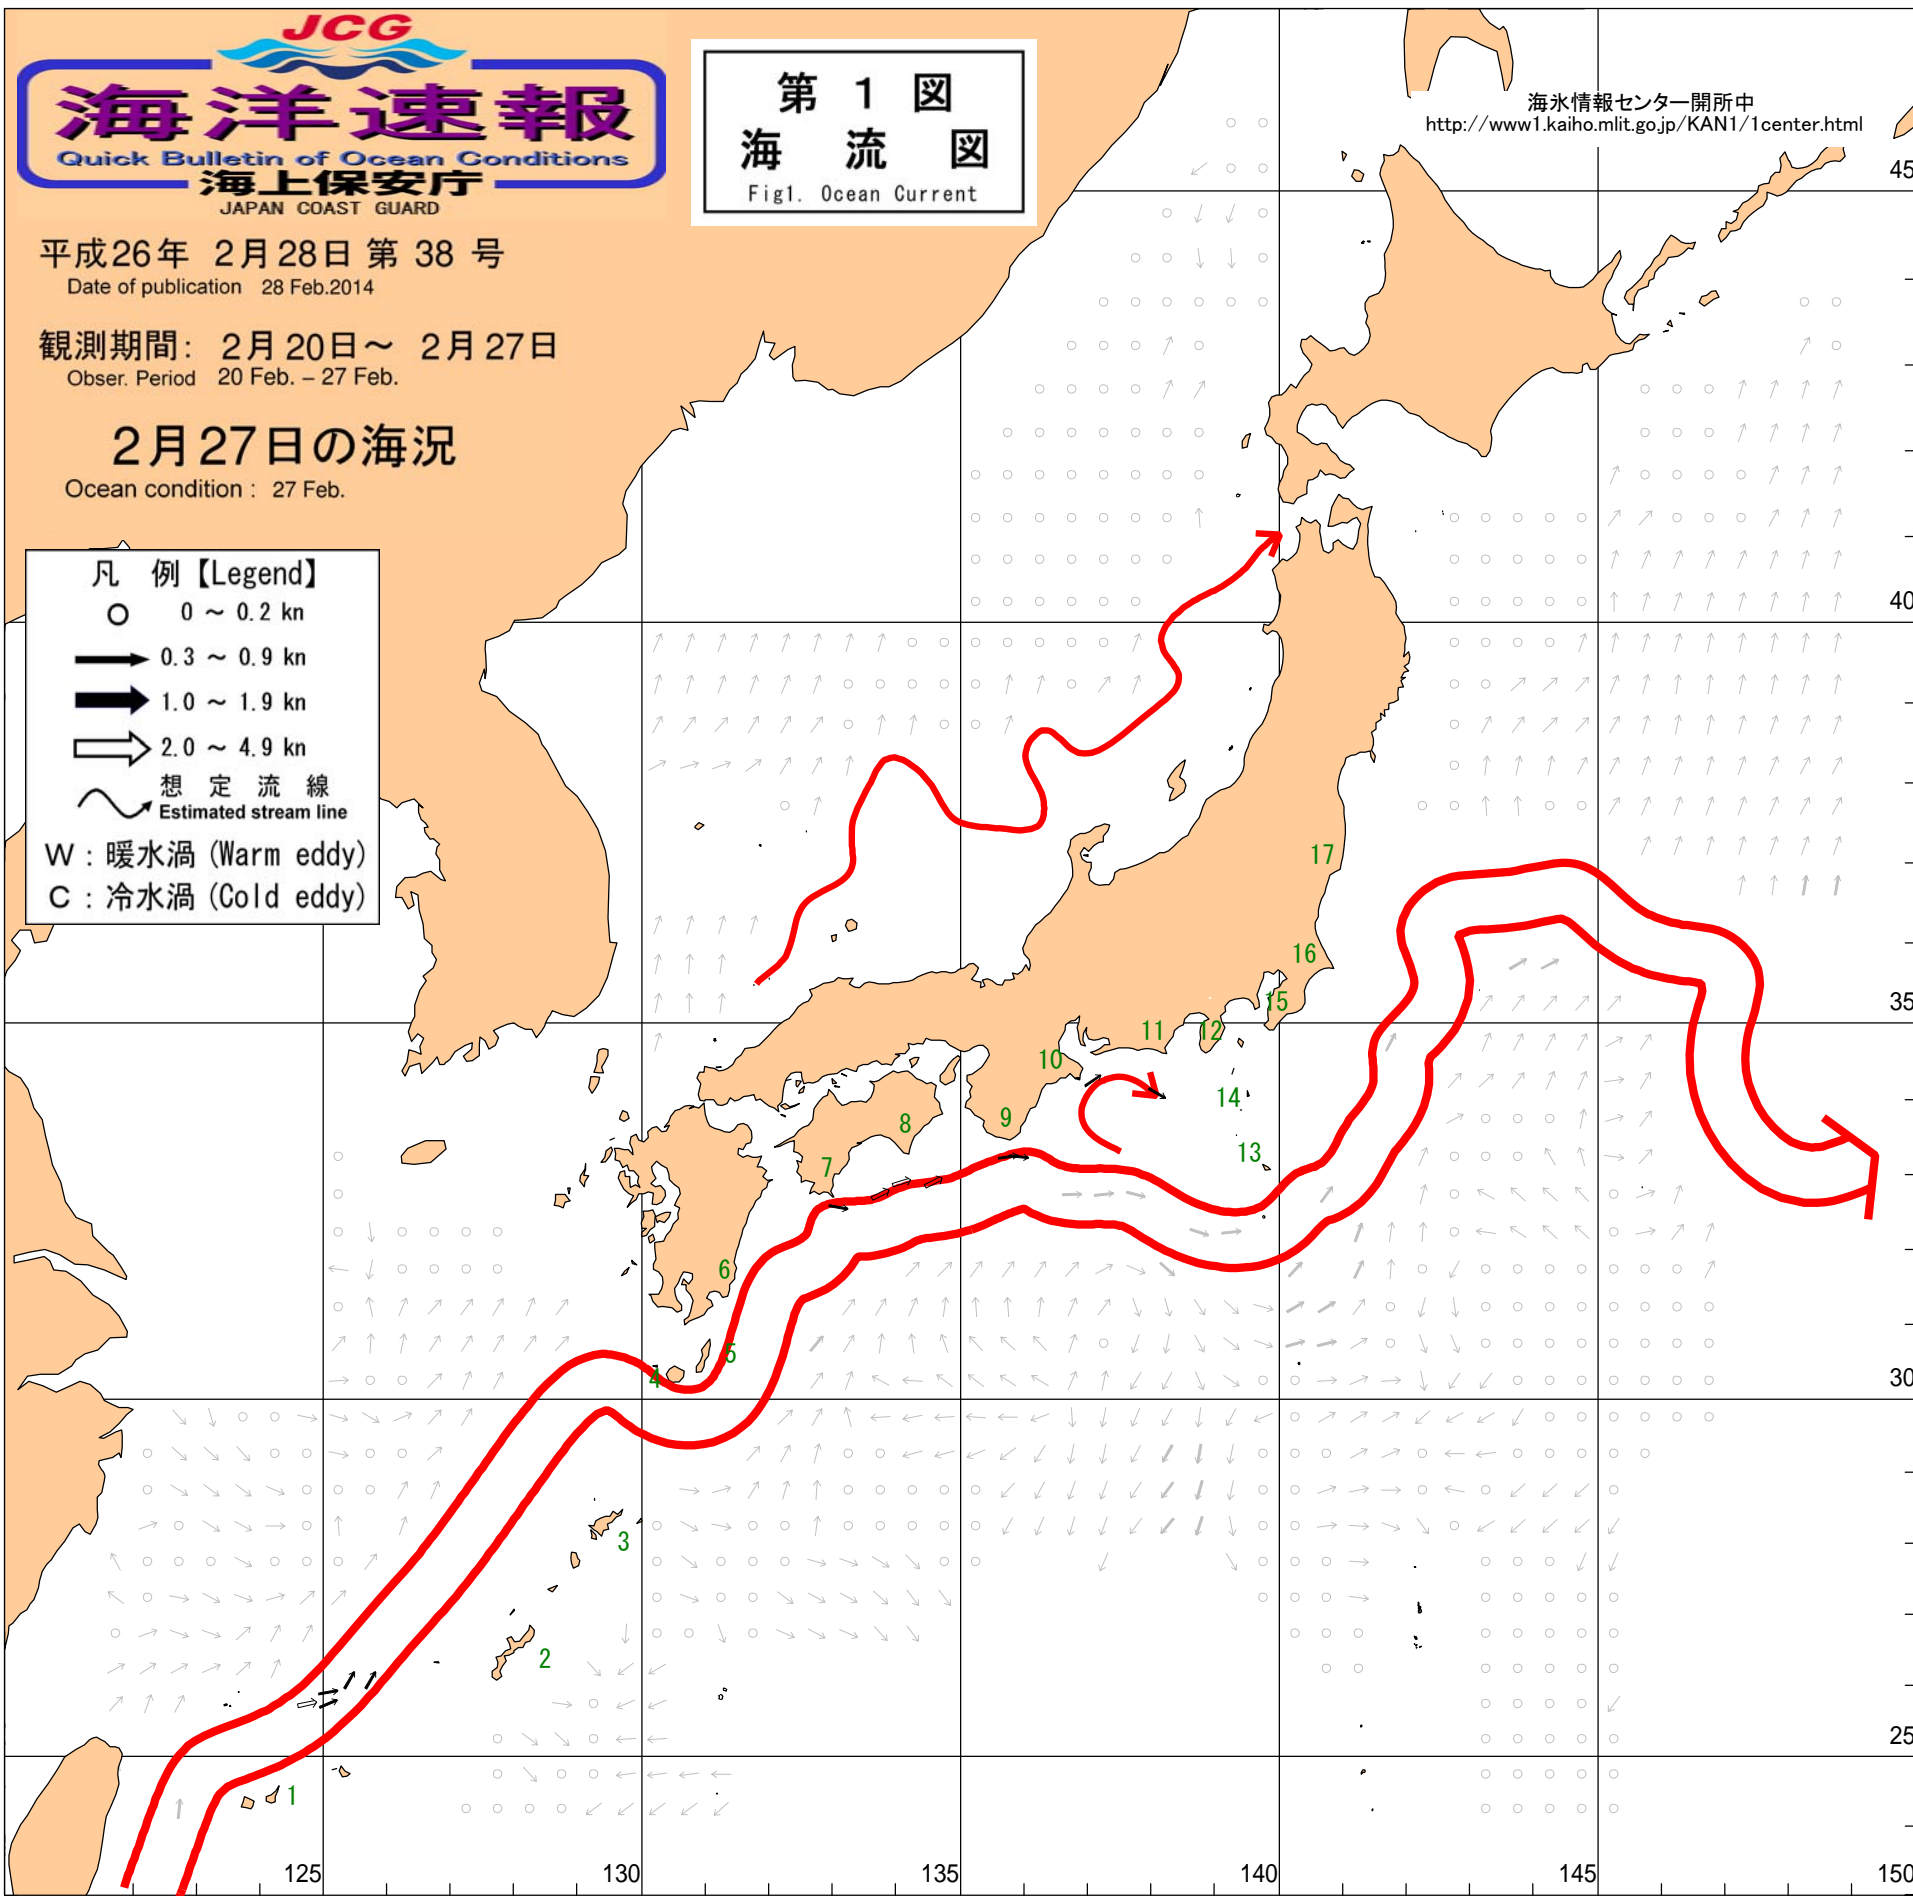 JCG
海洋速報
Quick Bulletin of Ocean Conditions
海上保安庁
JAPAN COAST GUARD
第 1 図
海 流 図
Fig1. Ocean Current
海氷情報センター開所中
http://www1.kaiho.mlit.go.jp/KAN1/1center.html
平成26年 2月28日 第 38 号
Date of publication 28 Feb.2014
観測期間: 2月20日～ 2月27日
Obser. Period 20 Feb. – 27 Feb.
2月27日の海況
Ocean condition : 27 Feb.
凡 例【Legend】
0 ～ 0.2 kn
0.3 ～ 0.9 kn
1.0 ～ 1.9 kn
2.0 ～ 4.9 kn
想 定 流 線
Estimated stream line
W : 暖水渦 (Warm eddy)
C : 冷水渦 (Cold eddy)
45
40
35
30
25
17
16
15
12
11
10
14
9
8
13
7
6
5
4
3
2
1
125
130
135
140
145
150